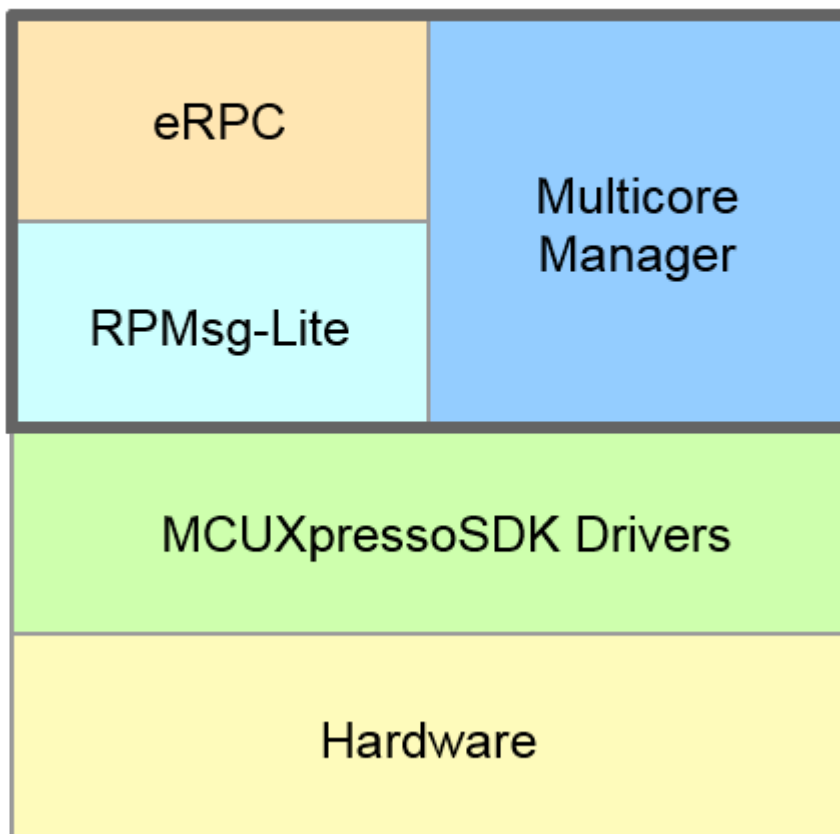 eRPC
Multicore
Manager
RPMsg-Lite
MCUXpressoSDK Drivers
Hardware